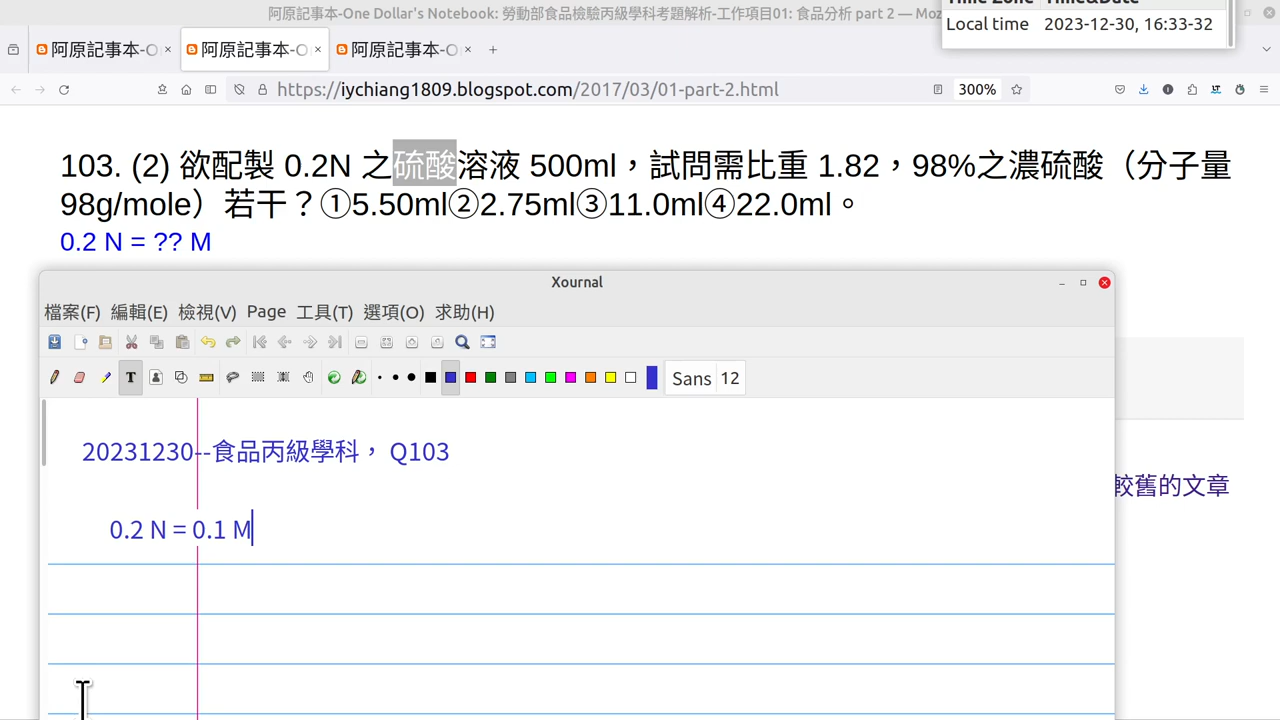 阿原記事本-One Dollar's Notebook: 勞動部食品檢驗丙級學科考題解析-工作項目01: 食品分析 part 2 — Moz
Time Zone Time&Date
Local time 2023-12-30, 16:33-32
阿原記事本-O × 阿原記事本-O × 阿原記事本-O × +
https://iychiang1809.blogspot.com/2017/03/01-part-2.html 300%
103. (2) 欲配製 0.2N 之硫酸溶液 500ml，試問需比重 1.82，98%之濃硫酸（分子量
98g/mole）若干？①5.50ml②2.75ml③11.0ml④22.0ml。
0.2 N = ?? M
Xournal
檔案(F) 編輯(E) 檢視(V) Page 工具(T) 選項(O) 求助(H)
Sans 12
20231230--食品丙級學科， Q103
較舊的文章
0.2 N = 0.1 M